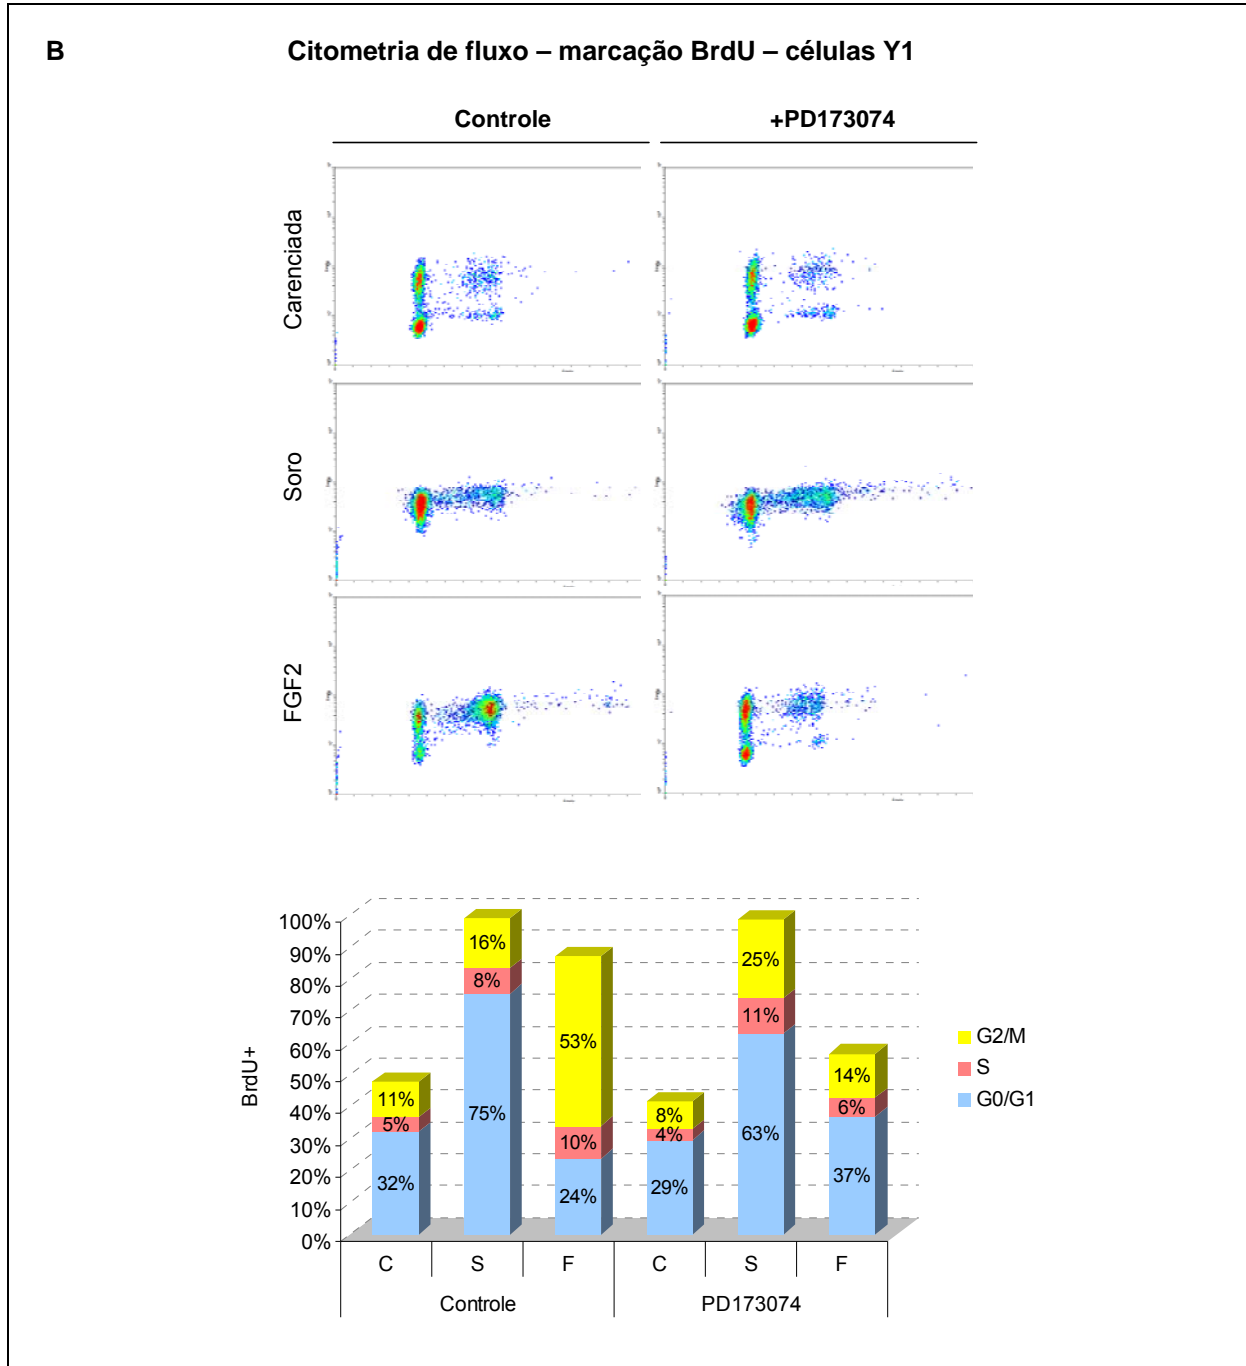 B
Citometria de fluxo – marcação BrdU – células Y1
Controle
+PD173074
Carenciada
Soro
FGF2
BrdU+
100%
90%
80%
70%
60%
50%
40%
30%
20%
10%
0%
11%
5%
32%
16%
8%
75%
53%
10%
24%
8%
4%
29%
25%
11%
63%
14%
6%
37%
G2/M
S
G0/G1
C S F C S F
Controle PD173074